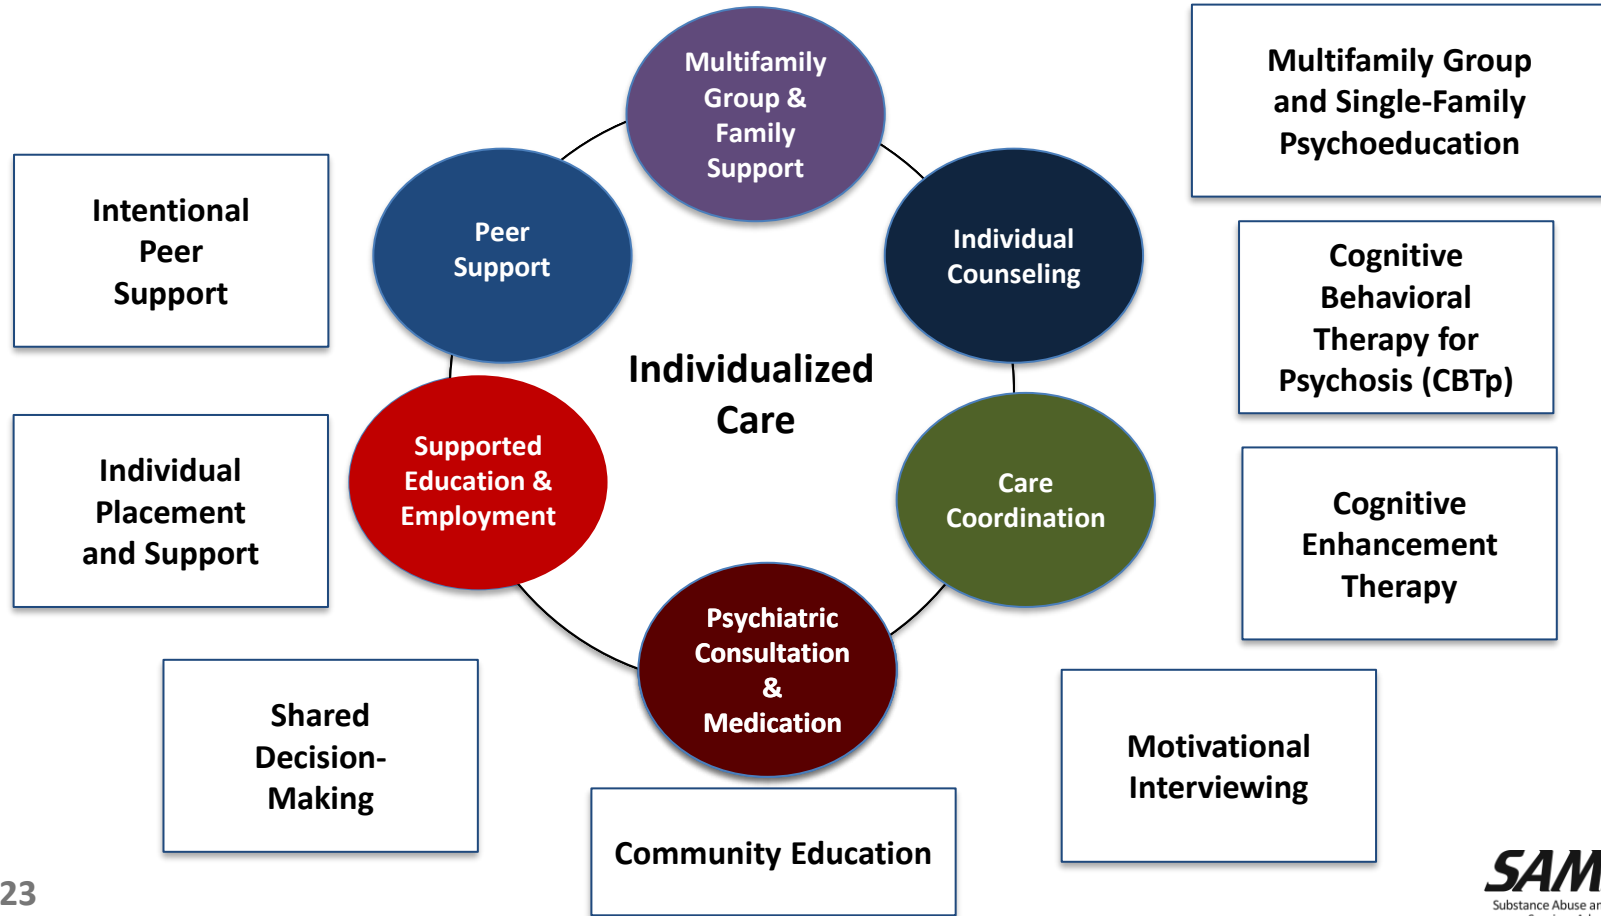 Multifamily
Group &
Family
Support
Multifamily Group
and Single-Family
Psychoeducation
Intentional
Peer
Support
Peer
Support
Individual
Counseling
Cognitive
Behavioral
Therapy for
Psychosis (CBTp)
Individualized
Care
Individual
Placement
and Support
Supported
Education &
Employment
Care
Coordination
Cognitive
Enhancement
Therapy
Psychiatric
Consultation
&
Medication
Shared
Decision-
Making
Motivational
Interviewing
Community Education
23
SAM
Substance Abuse an